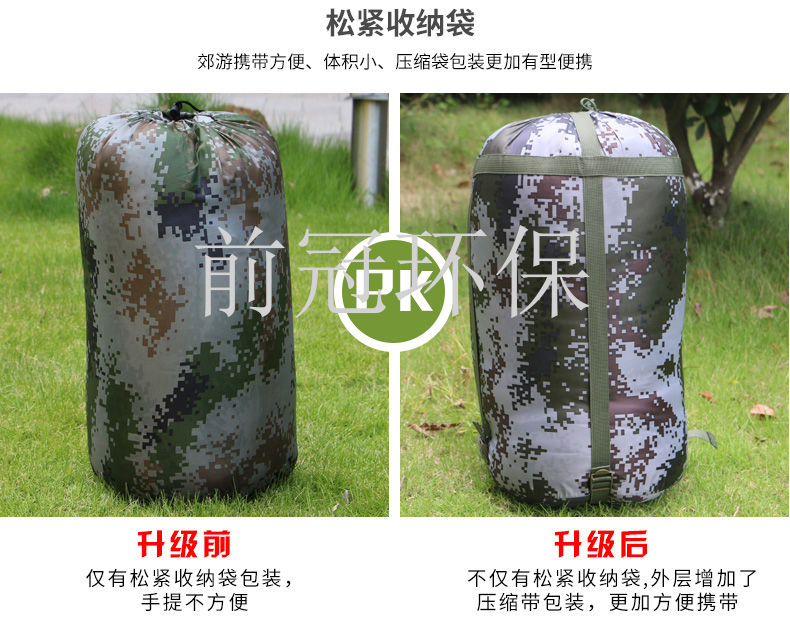 松紧收纳袋
郊游携带方便、体积小、压缩袋包装更加有型便携
前冠环保
PK
升级前
升级后
仅有松紧收纳袋包装，
手提不方便
不仅有松紧收纳袋,外层增加了
压缩带包装，更加方便携带